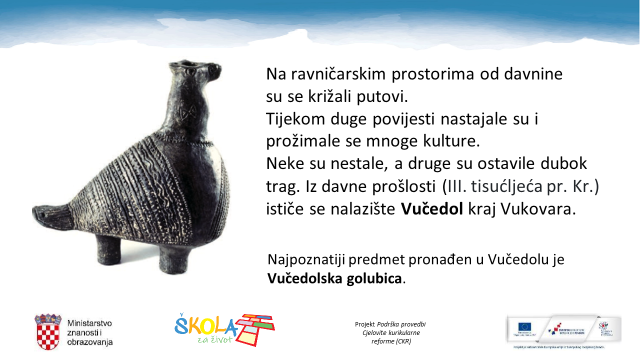 Na ravničarskim prostorima od davnine
su se križali putovi.
Tijekom duge povijesti nastajale su i
prožimale se mnoge kulture.
Neke su nestale, a druge su ostavile dubok
trag. Iz davne prošlosti (III. tisućljeća pr. Kr.)
ističe se nalazište Vučedol kraj Vukovara.
Najpoznatiji predmet pronađen u Vučedolu je
Vučedolska golubica.
Ministarstvo
znanosti i
obrazovanja
ŠKOLA
za život
Projekt Podrška provedbi
Cjelovite kurikularne
reforme (CKR)